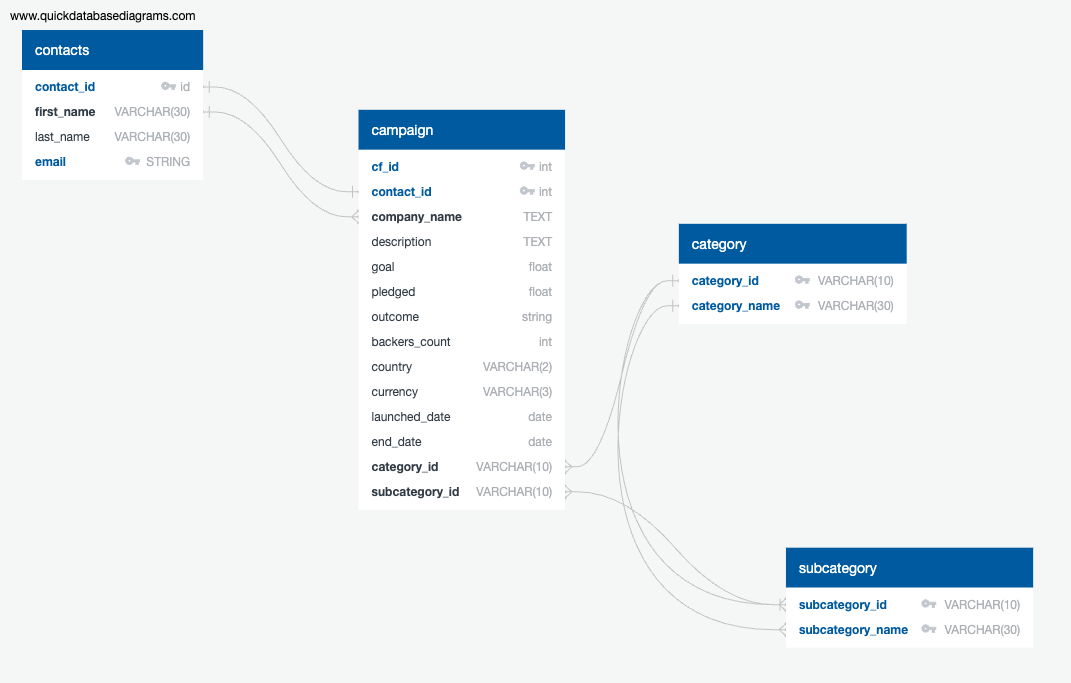 www.quickdatabasediagrams.com
contacts
contact_id id
first_name VARCHAR(30)
last_name VARCHAR(30)
email STRING
campaign
cf_id int
contact_id int
company_name TEXT
description TEXT
goal float
pledged float
outcome string
backers_count int
country VARCHAR(2)
currency VARCHAR(3)
launched_date date
end_date date
category_id VARCHAR(10)
subcategory_id VARCHAR(10)
category
category_id VARCHAR(10)
category_name VARCHAR(30)
subcategory
subcategory_id VARCHAR(10)
subcategory_name VARCHAR(30)